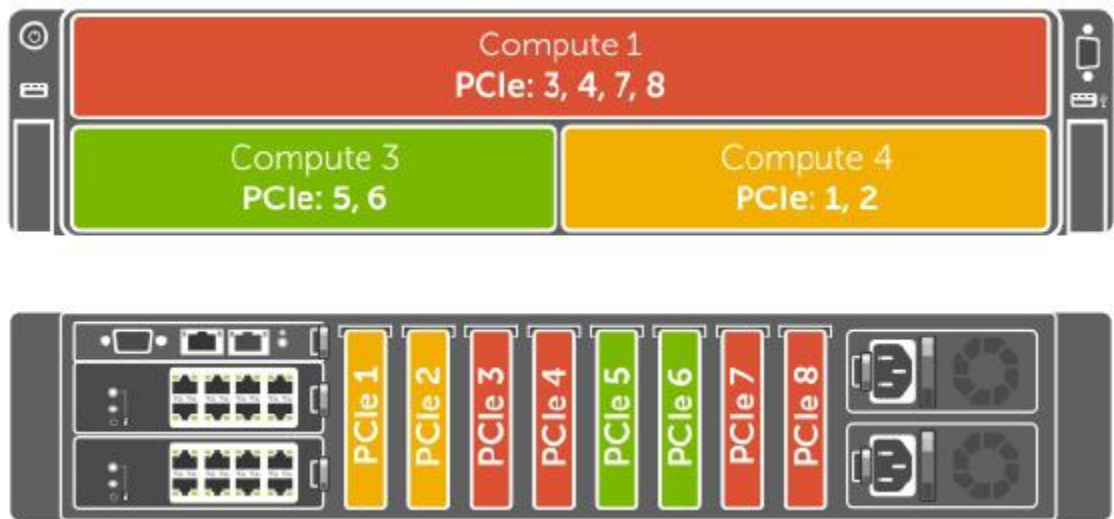 Compute 1
PCIe: 3, 4, 7, 8
Compute 3
PCIe: 5, 6
Compute 4
PCIe: 1, 2
PCIe 1
PCIe 2
PCIe 3
PCIe 4
PCIe 5
PCIe 6
PCIe 7
PCIe 8